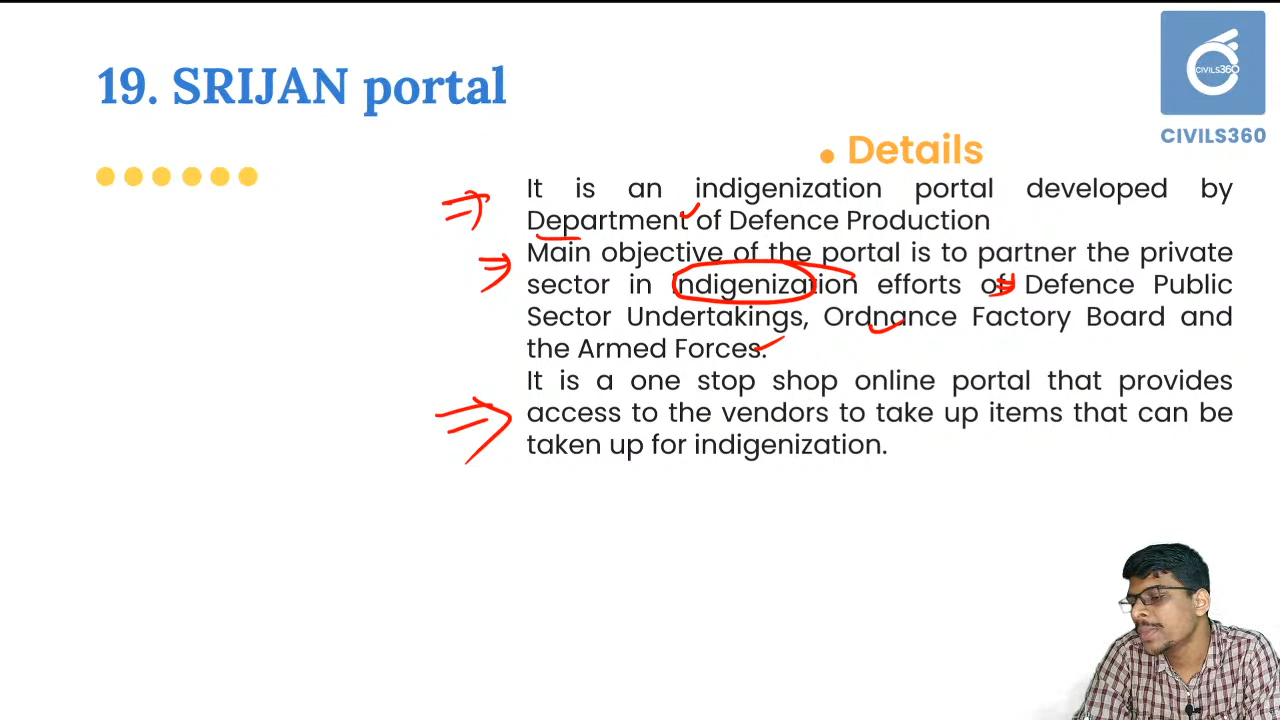 19. SRIJAN portal
CIVILS360
CIVILS360
• Details
It is an indigenization portal developed by
Department of Defence Production
Main objective of the portal is to partner the private
sector in indigenization efforts of Defence Public
Sector Undertakings, Ordnance Factory Board and
the Armed Forces.
It is a one stop shop online portal that provides
access to the vendors to take up items that can be
taken up for indigenization.